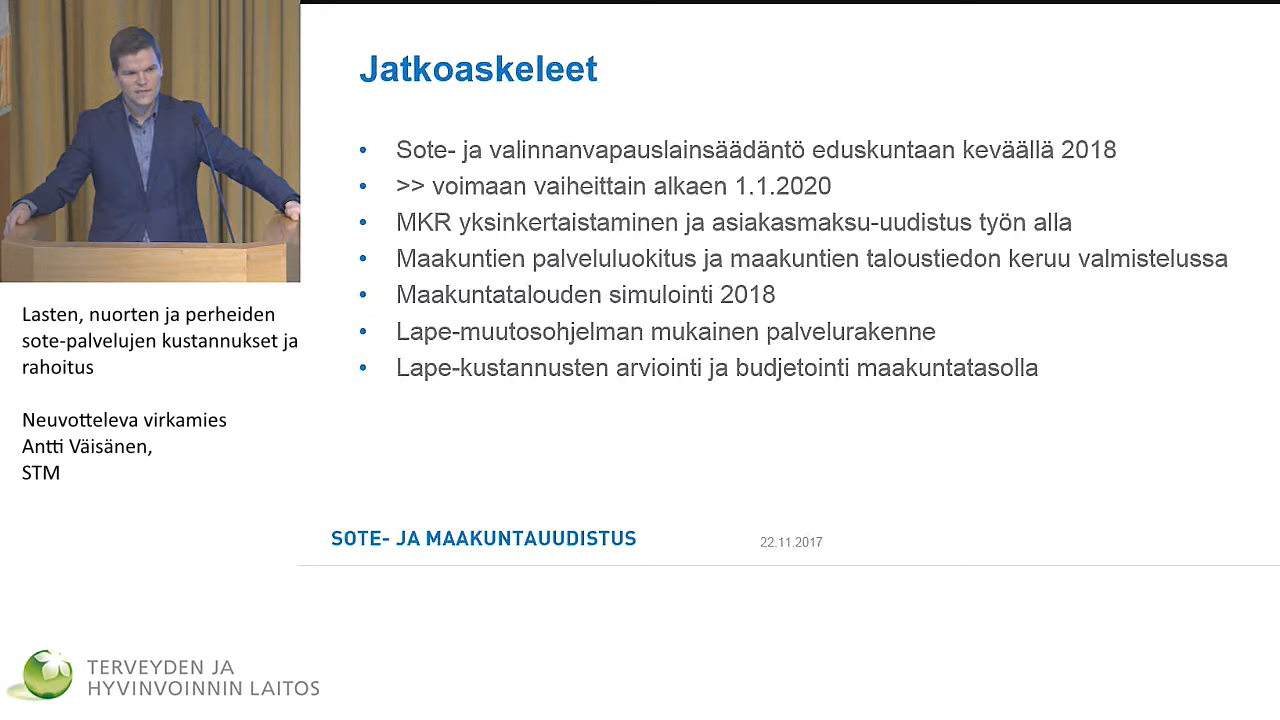 Jatkoaskeleet
• Sote- ja valinnanvapauslainsäädäntö eduskuntaan keväällä 2018
• >> voimaan vaiheittain alkaen 1.1.2020
• MKR yksinkertaistaminen ja asiakasmaksu-uudistus työn alla
• Maakuntien palveluluokitus ja maakuntien taloustiedon keruu valmistelussa
• Maakuntatalouden simulointi 2018
• Lape-muutosohjelman mukainen palvelurakenne
• Lape-kustannusten arviointi ja budjetointi maakuntatasolla
Lasten, nuorten ja perheiden
sote-palvelujen kustannukset ja
rahoitus
Neuvotteleva virkamies
Antti Väisänen,
STM
SOTE- JA MAAKUNTAUUDISTUS
22.11.2017
TERVEYDEN JA
HYVINVOINNIN LAITOS